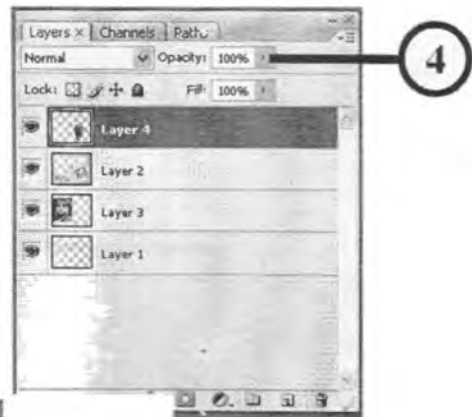 Layers × Channels Paths
Normal Opacity: 100%
4
Lock: Fill: 100%
Layer 4
Layer 2
Layer 3
Layer 1